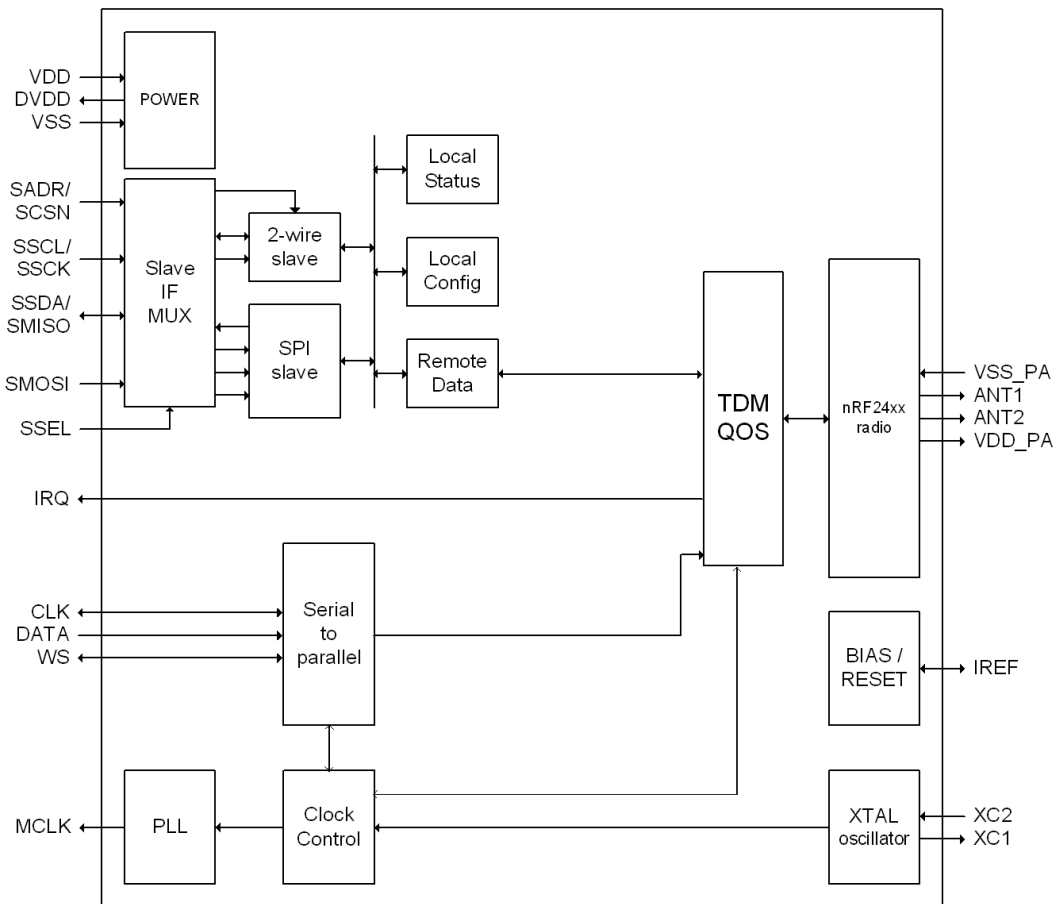 VDD
DVDD
VSS
POWER
SADR/
SCSN
SSCL/
SSCK
SSDA/
SMISO
SMOSI
SSEL
Slave
IF
MUX
2-wire
slave
SPI
slave
Local
Status
Local
Config
Remote
Data
TDM
QOS
nRF24xx
radio
VSS_PA
ANT1
ANT2
VDD_PA
IRQ
CLK
DATA
WS
Serial
to
parallel
BIAS /
RESET
IREF
MCLK
PLL
Clock
Control
XTAL
oscillator
XC2
XC1